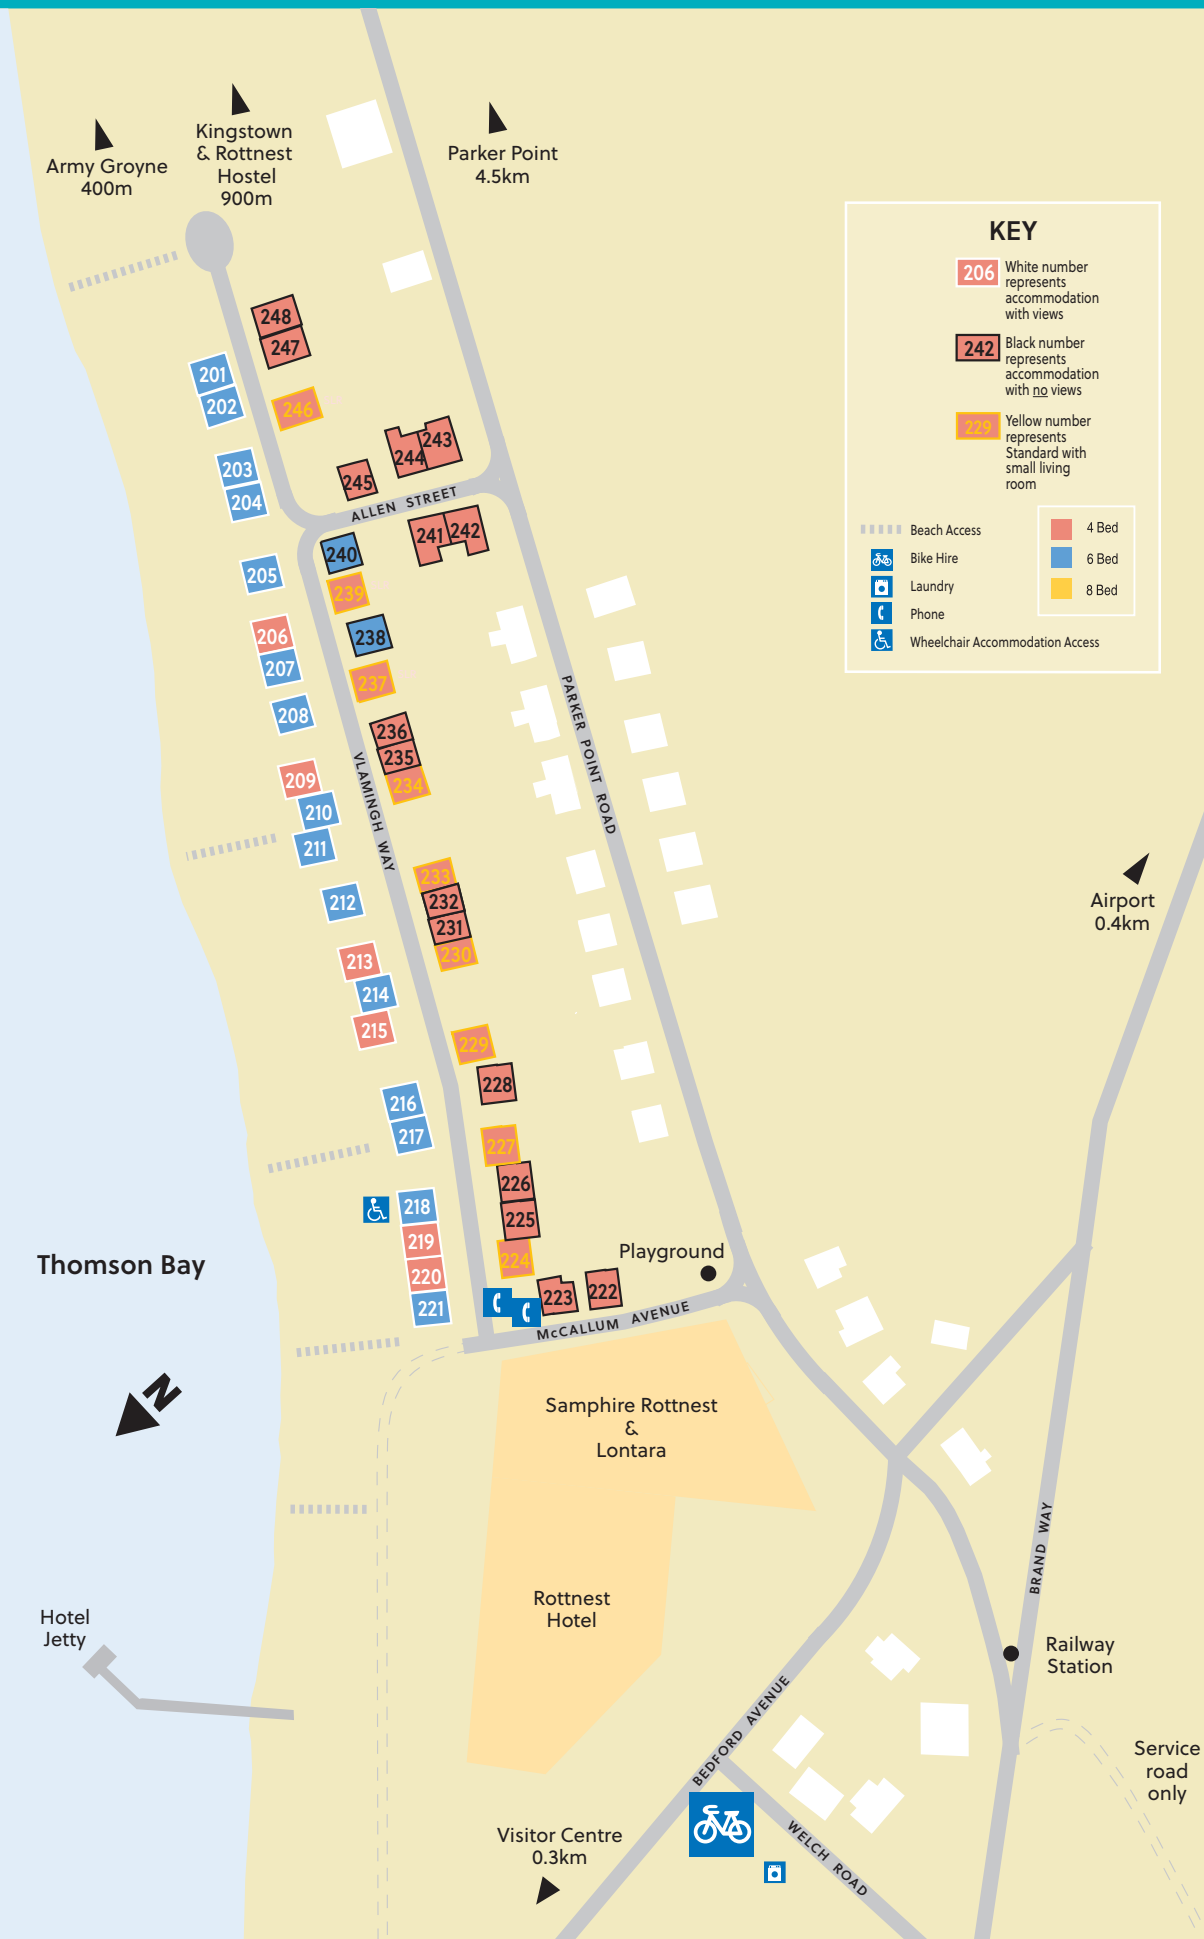 Army Groyne
400m
Kingstown
& Rottnest
Hostel
900m
Parker Point
4.5km
KEY
206
White number
represents
accommodation
with views
242
Black number
represents
accommodation
with no views
229
Yellow number
represents
Standard with
small living
room
Beach Access
Bike Hire
Laundry
Phone
Wheelchair Accommodation Access
4 Bed
6 Bed
8 Bed
248
247
201
202
246
243
244
245
203
204
ALLEN STREET
241
242
240
205
239
206
238
207
237
208
236
235
234
209
210
211
VLAMINGH WAY
PARKER POINT ROAD
233
232
231
230
212
213
214
215
229
228
216
217
227
226
225
224
218
219
220
221
223
222
Playground
McCALLUM AVENUE
Airport
0.4km
Thomson Bay
N
Samphire Rottnest
&
Lontara
Rottnest
Hotel
Hotel
Jetty
BRAND WAY
Railway
Station
BEDFORD AVENUE
Service
road
only
WELCH ROAD
Visitor Centre
0.3km